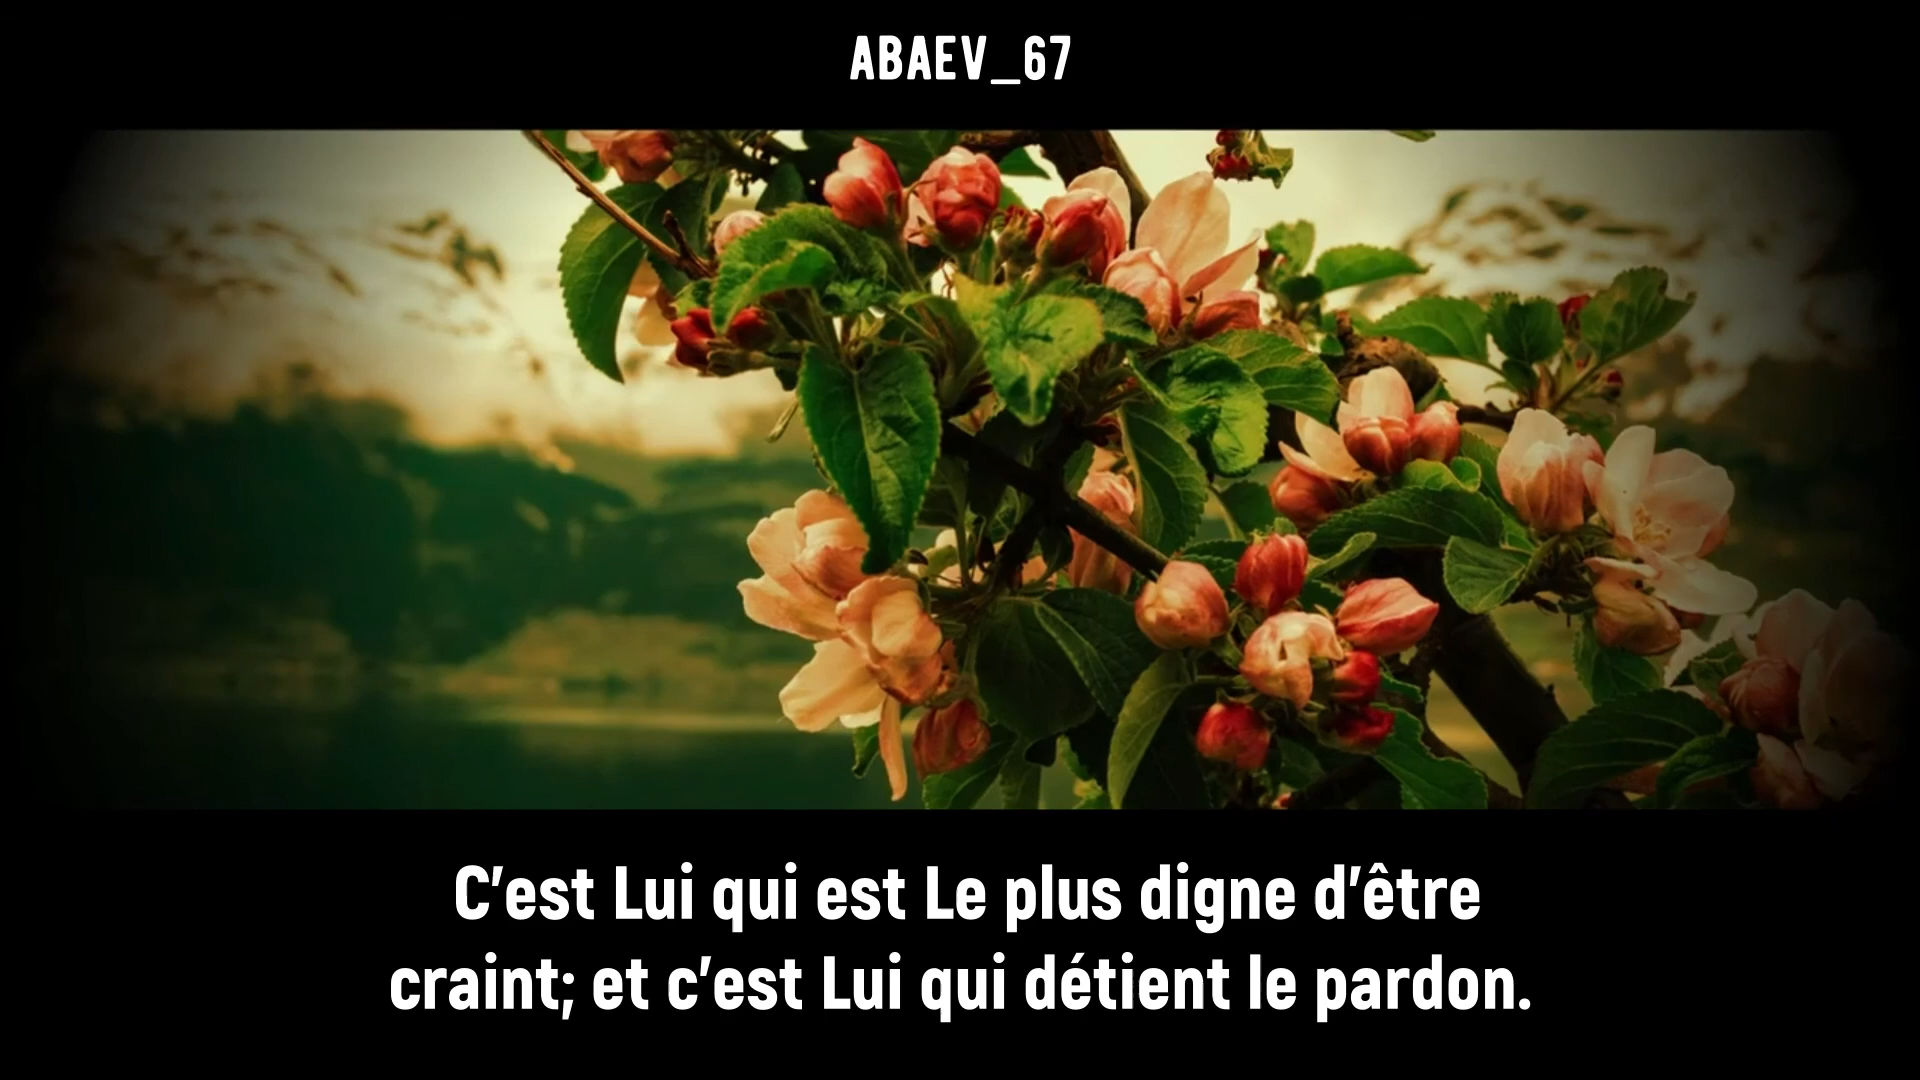 ABAEV_67
C'est Lui qui est Le plus digne d'être
craint; et c'est Lui qui détient le pardon.